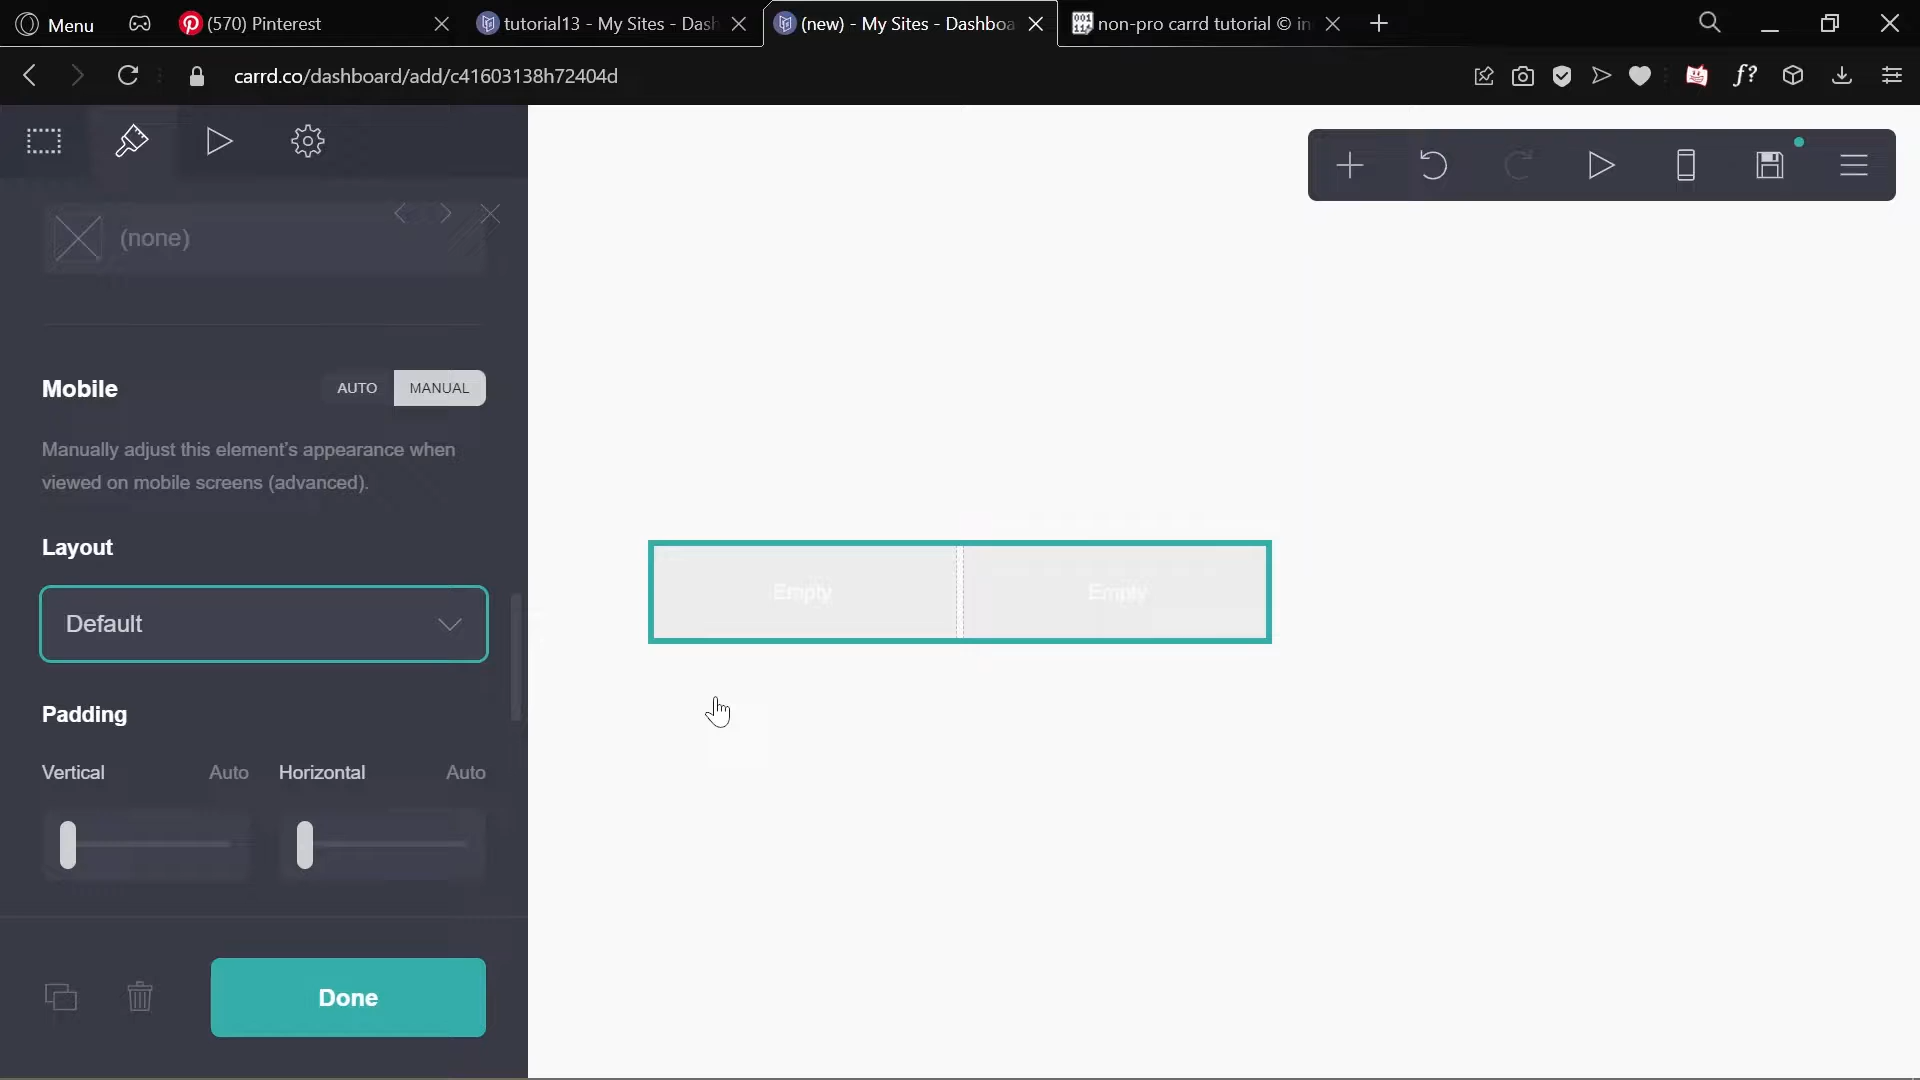 Menu
(570) Pinterest
tutorial13 - My Sites - Dash
(new) - My Sites - Dashboa
non-pro carrd tutorial © in
carrd.co/dashboard/add/c41603138h72404d
f?
(none)
Mobile
AUTO
MANUAL
Manually adjust this element's appearance when
viewed on mobile screens (advanced).
Layout
Default
Padding
Vertical
Auto
Horizontal
Auto
Done
Empty
Empty